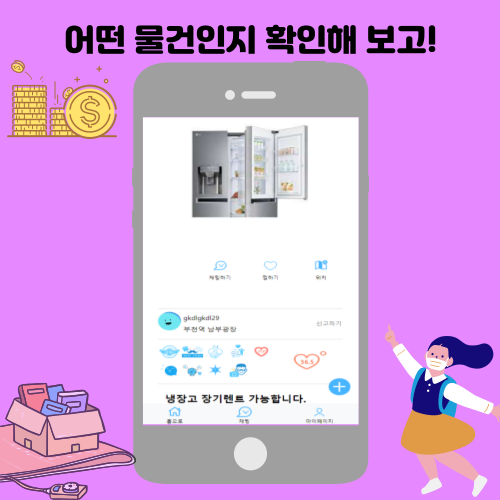 어떤 물건인지 확인해 보고!
채팅하기 찜하기 위치
gkdlgkdl29
부천역 남부광장
신고하기
36.5
냉장고 장기렌트 가능합니다.
홈으로 채팅 마이페이지